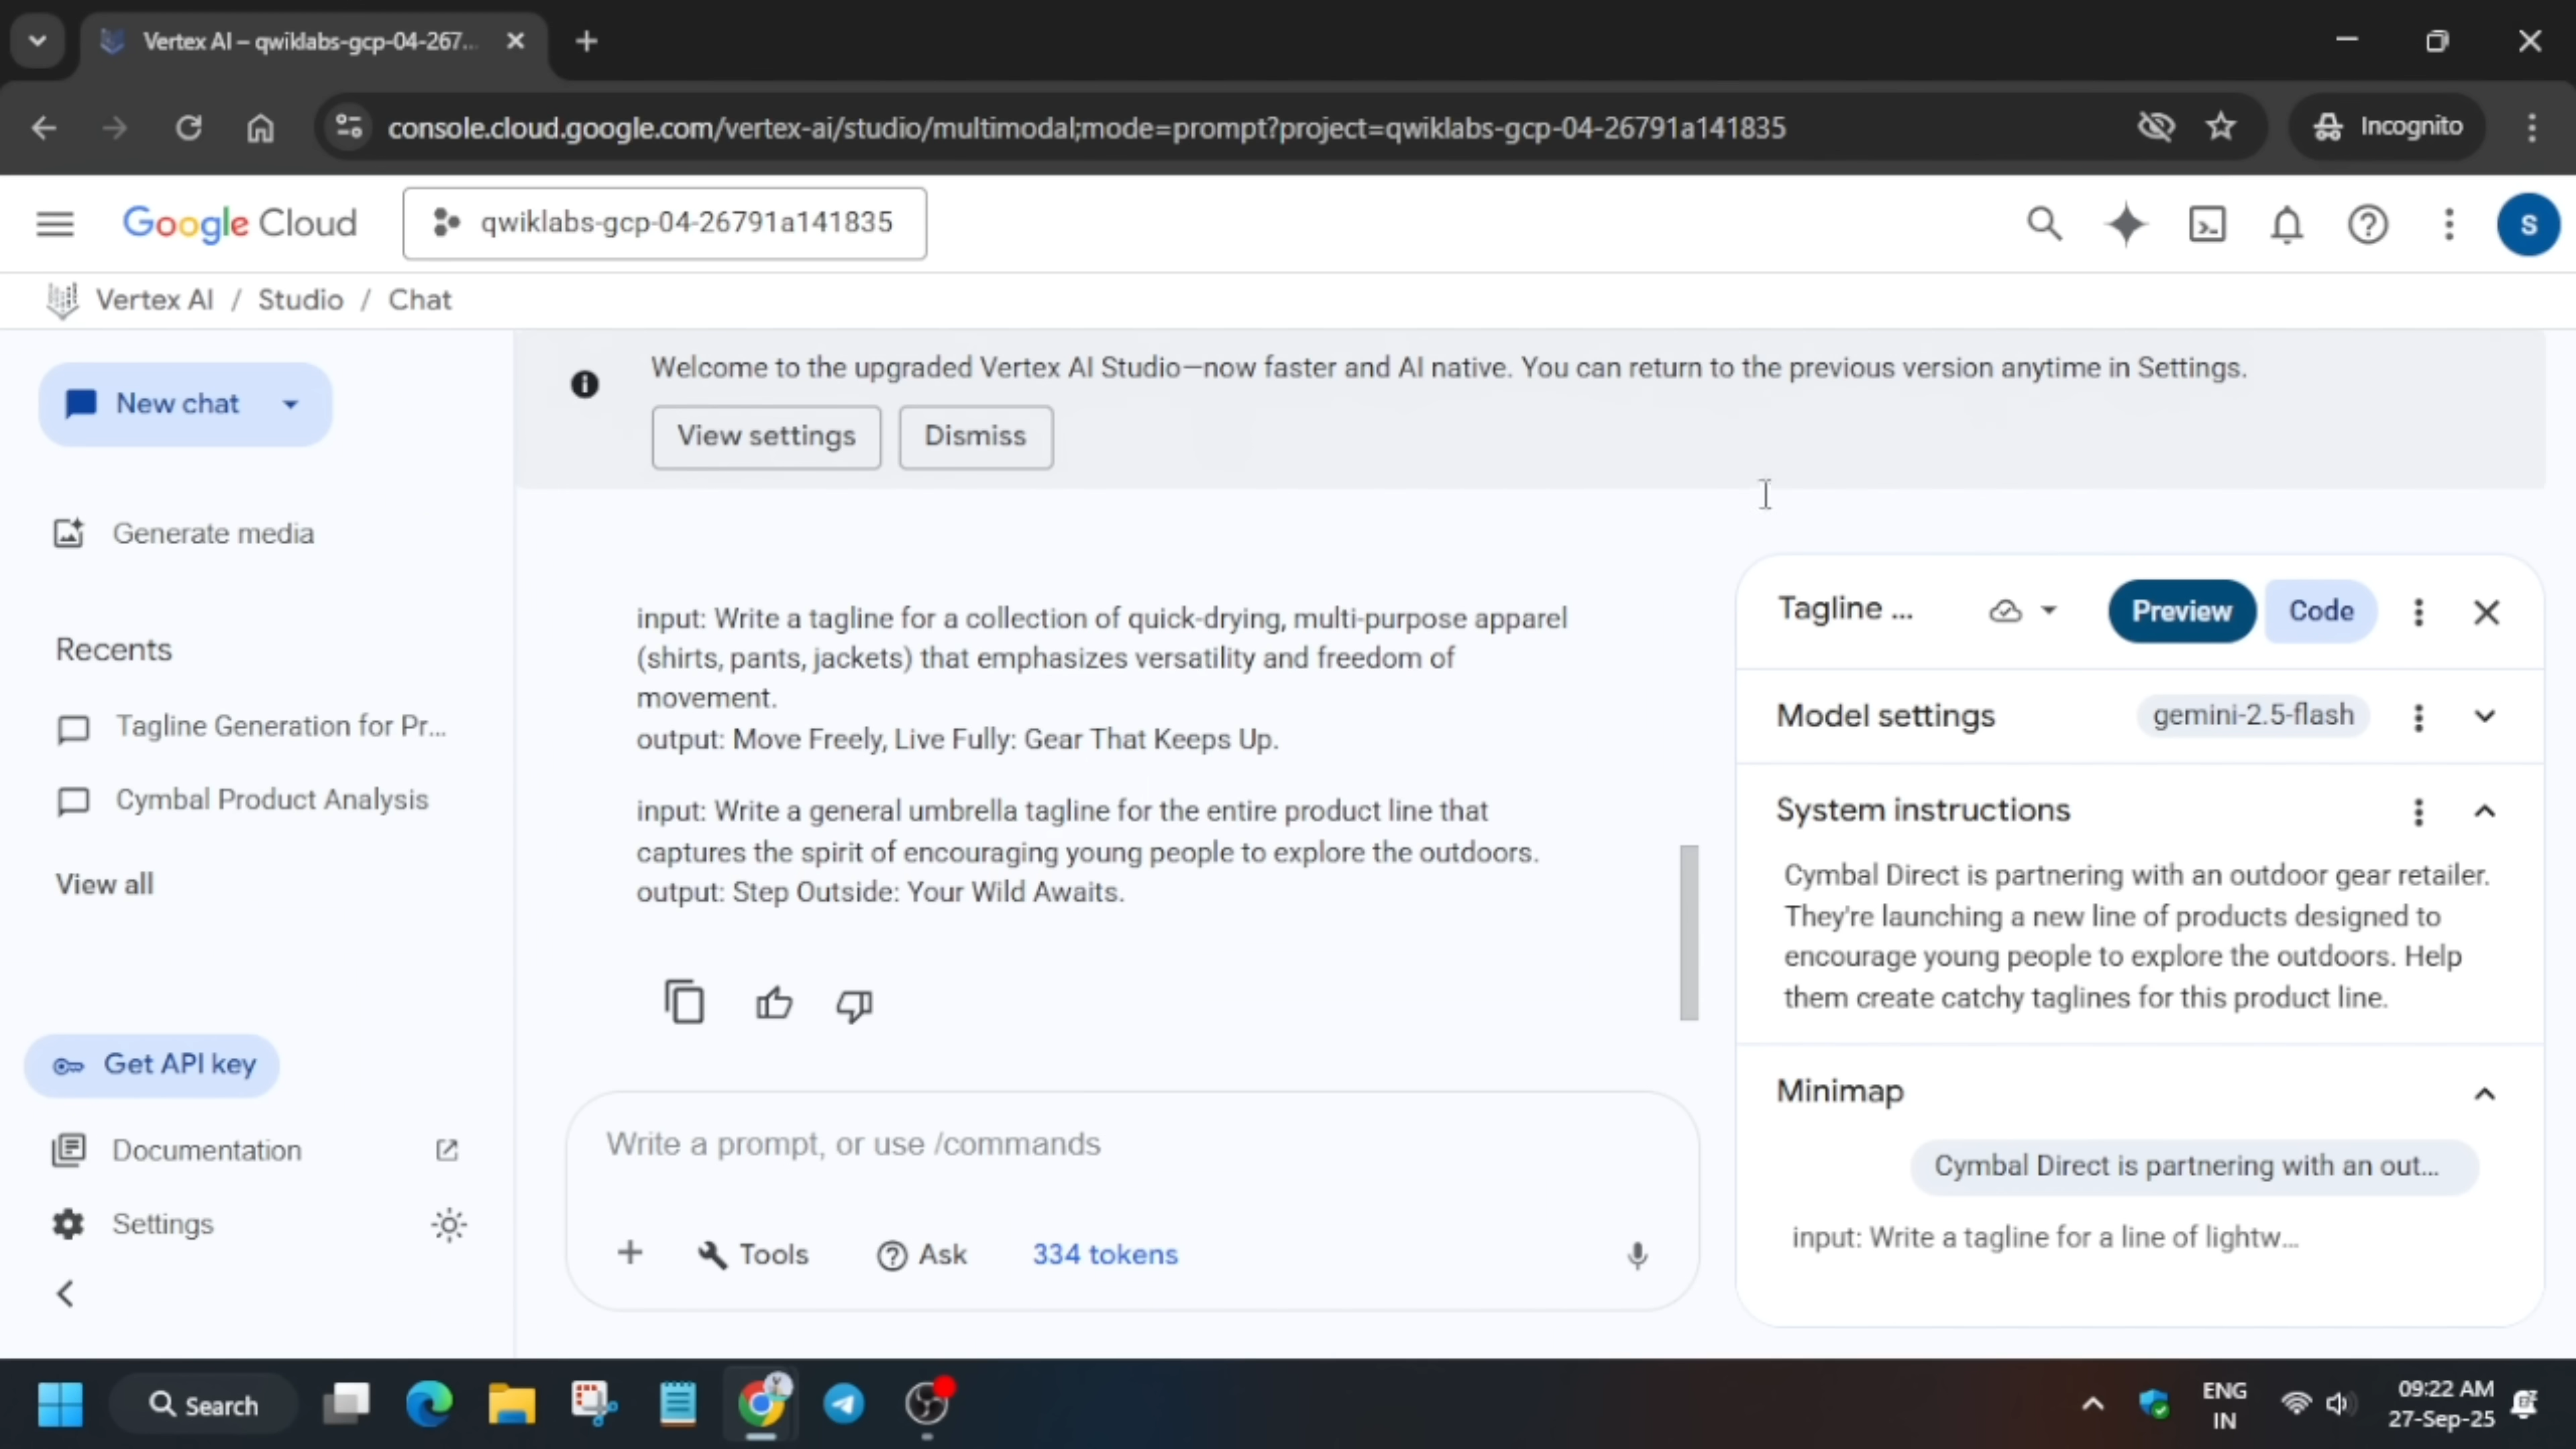 Vertex AI – qwiklabs-gcp-04-267...
console.cloud.google.com/vertex-ai/studio/multimodal;mode=prompt?project=qwiklabs-gcp-04-26791a141835
Incognito
Google Cloud
qwiklabs-gcp-04-26791a141835
S
Vertex AI / Studio / Chat
New chat
Generate media
Recents
Tagline Generation for Pr...
Cymbal Product Analysis
View all
Get API key
Documentation
Settings
Welcome to the upgraded Vertex AI Studio—now faster and AI native. You can return to the previous version anytime in Settings.
View settings
Dismiss
input: Write a tagline for a collection of quick-drying, multi-purpose apparel
(shirts, pants, jackets) that emphasizes versatility and freedom of
movement.
output: Move Freely, Live Fully: Gear That Keeps Up.
input: Write a general umbrella tagline for the entire product line that
captures the spirit of encouraging young people to explore the outdoors.
output: Step Outside: Your Wild Awaits.
Write a prompt, or use /commands
Tools
Ask
334 tokens
Tagline ...
Preview
Code
Model settings
gemini-2.5-flash
System instructions
Cymbal Direct is partnering with an outdoor gear retailer.
They're launching a new line of products designed to
encourage young people to explore the outdoors. Help
them create catchy taglines for this product line.
Minimap
Cymbal Direct is partnering with an out...
input: Write a tagline for a line of lightw...
Search
ENG
IN
09:22 AM
27-Sep-25